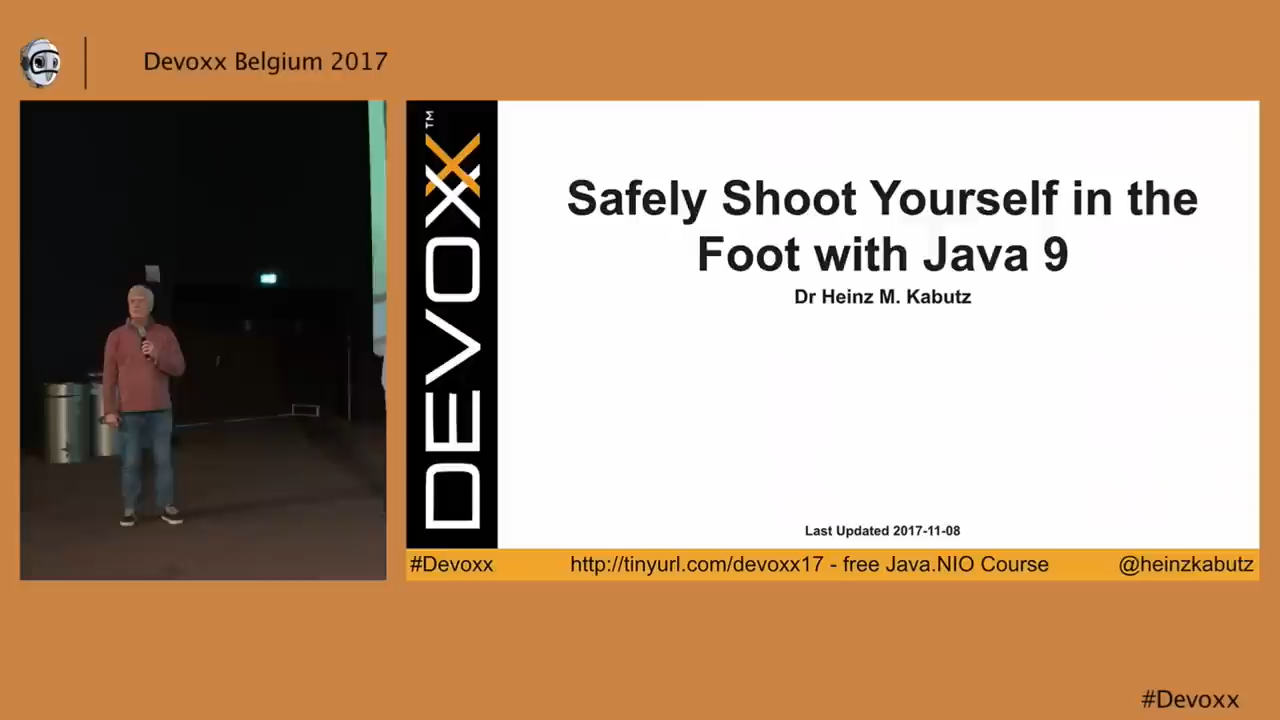 Devoxx Belgium 2017
DEVOXX™
Safely Shoot Yourself in the
Foot with Java 9
Dr Heinz M. Kabutz
Last Updated 2017-11-08
#Devoxx
http://tinyurl.com/devoxx17 - free Java.NIO Course
@heinzkabutz
#Devoxx